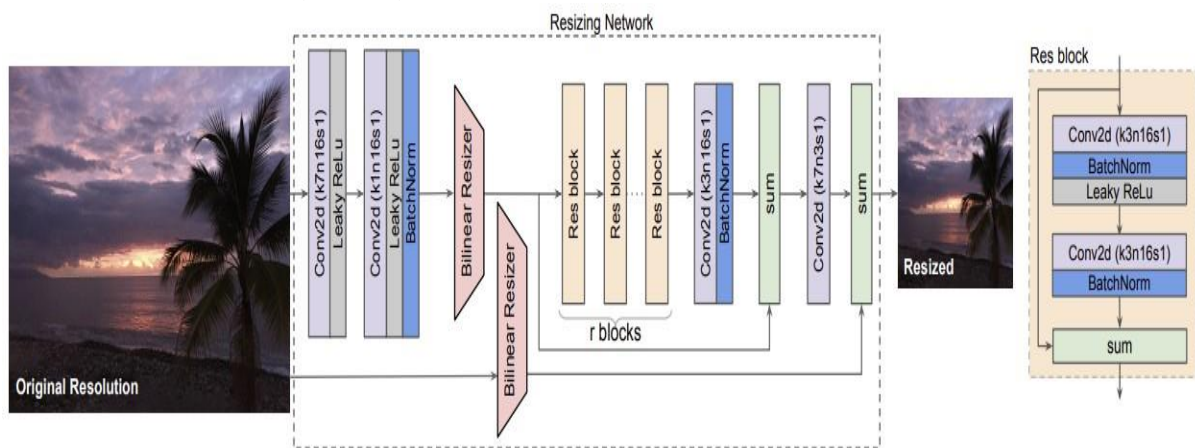 Resizing Network
Original Resolution
Conv2d (k7n16s1)
Leaky ReLU
Conv2d (k1n16s1)
Leaky ReLu
BatchNorm
Bilinear Resizer
Bilinear Resizer
Res block
Res block
......
Res block
r blocks
Conv2d (k3n16s1)
BatchNorm
sum
Conv2d (k7n3s1)
sum
Resized
Res block
Conv2d (k3n16s1)
BatchNorm
Leaky ReLu
Conv2d (k3n16s1)
BatchNorm
sum